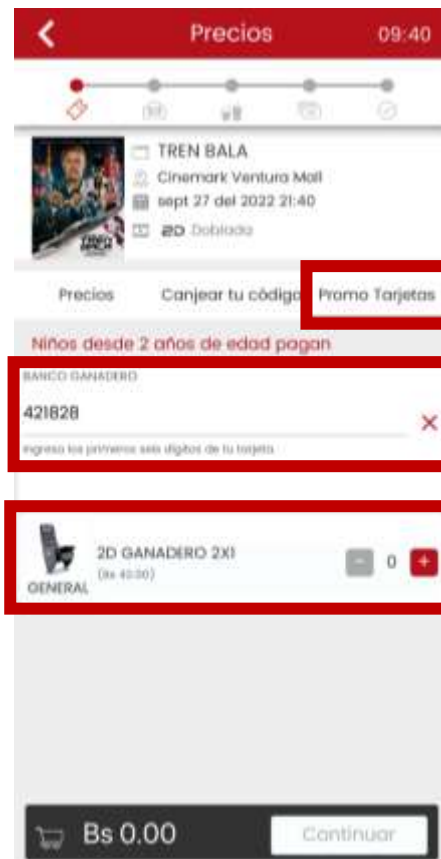 Precios 09:40
TREN BALA
Cinemark Ventura Mall
sept 27 del 2022 21:40
2D Doblada
Precios Canjear tu código Promo Tarjetas
Niños desde 2 años de edad pagan
BANCO GANADERO
421828
Ingresa los primeros seis dígitos de tu tarjeta.
2D GANADERO 2X1
(Bs 40.00)
0
GENERAL
Bs 0.00 Continuar